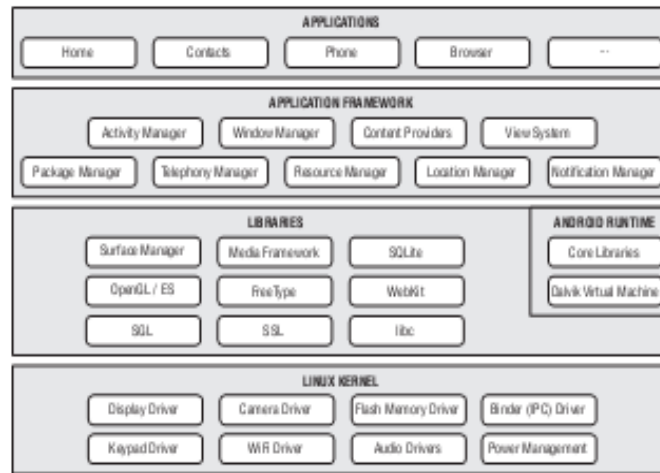 APPLICATIONS
Home Contacts Phone Browser ...
APPLICATION FRAMEWORK
Activity Manager Window Manager Content Providers View System
Package Manager Telephony Manager Resource Manager Location Manager Notification Manager
LIBRARIES ANDROID RUNTIME
Surface Manager Media Framework SQLite Core Libraries
OpenGL / ES FreeType WebKit Dalvik Virtual Machine
SGL SSL libc
LINUX KERNEL
Display Driver Camera Driver Flash Memory Driver Binder (IPC) Driver
Keypad Driver WiFi Driver Audio Drivers Power Management